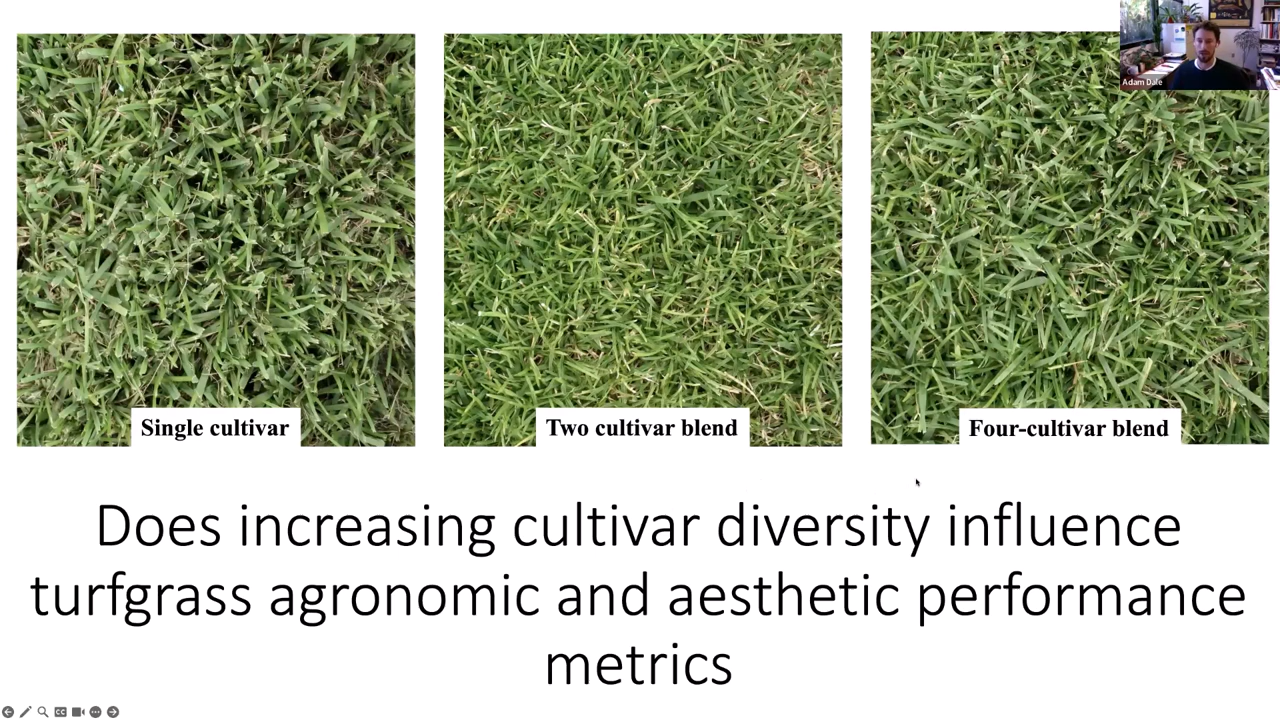 Adam Dale
Single cultivar
Two cultivar blend
Four-cultivar blend
Does increasing cultivar diversity influence
turfgrass agronomic and aesthetic performance
metrics
CC